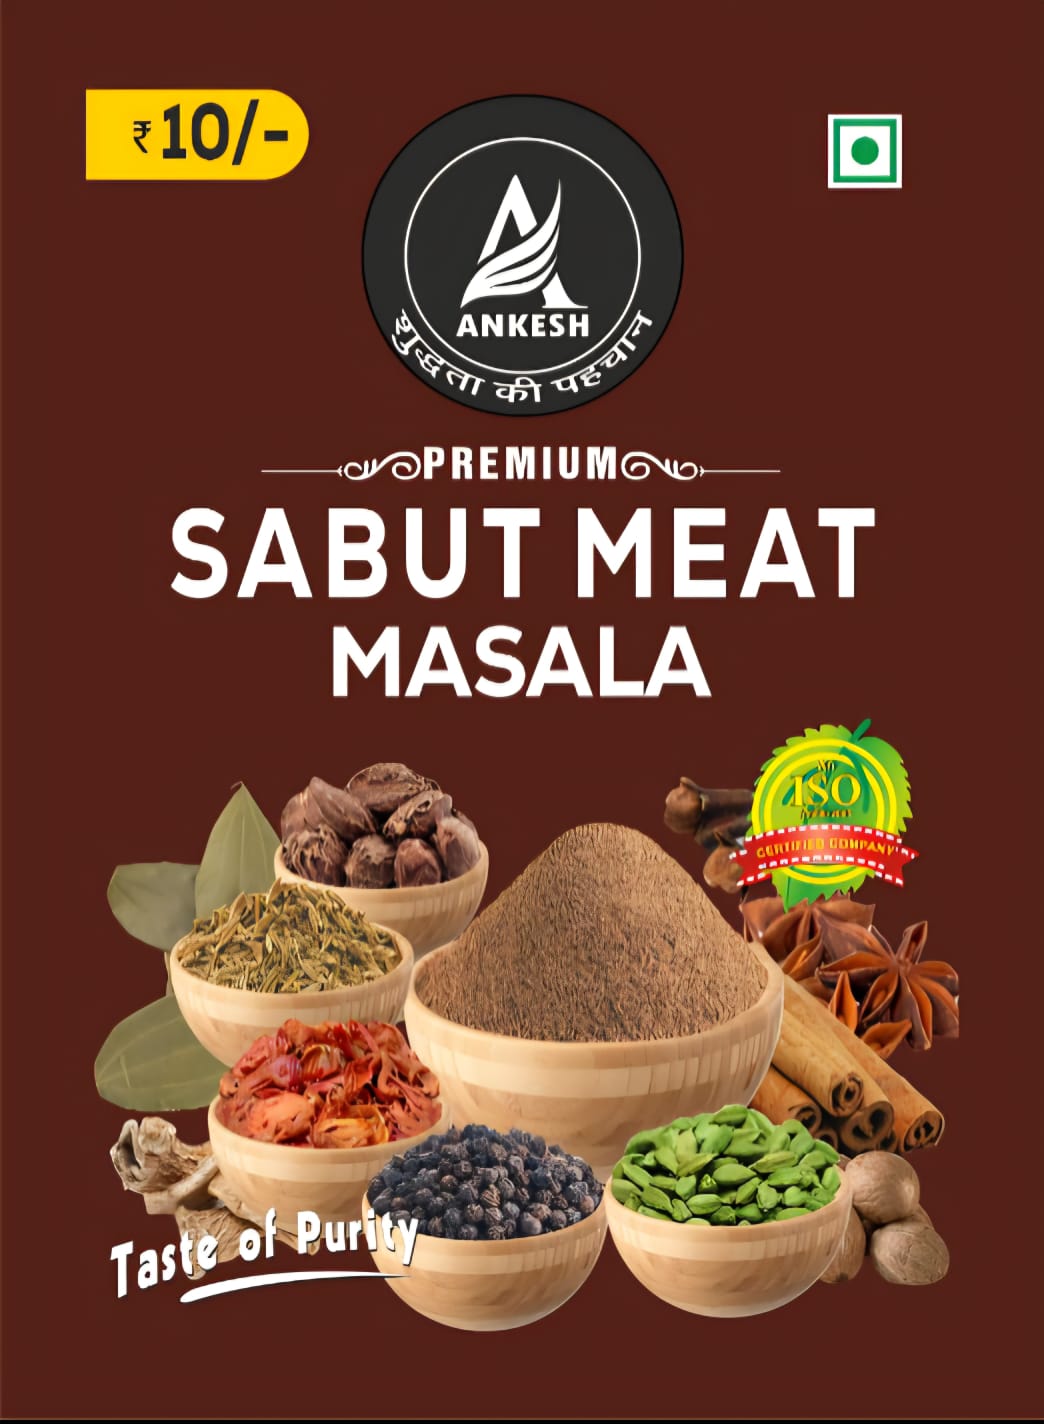 ₹10/-
ANKESH
शुद्धता की पहचान
PREMIUM
SABUT MEAT
MASALA
ISO
CERTIFIED COMPANY
Taste of Purity